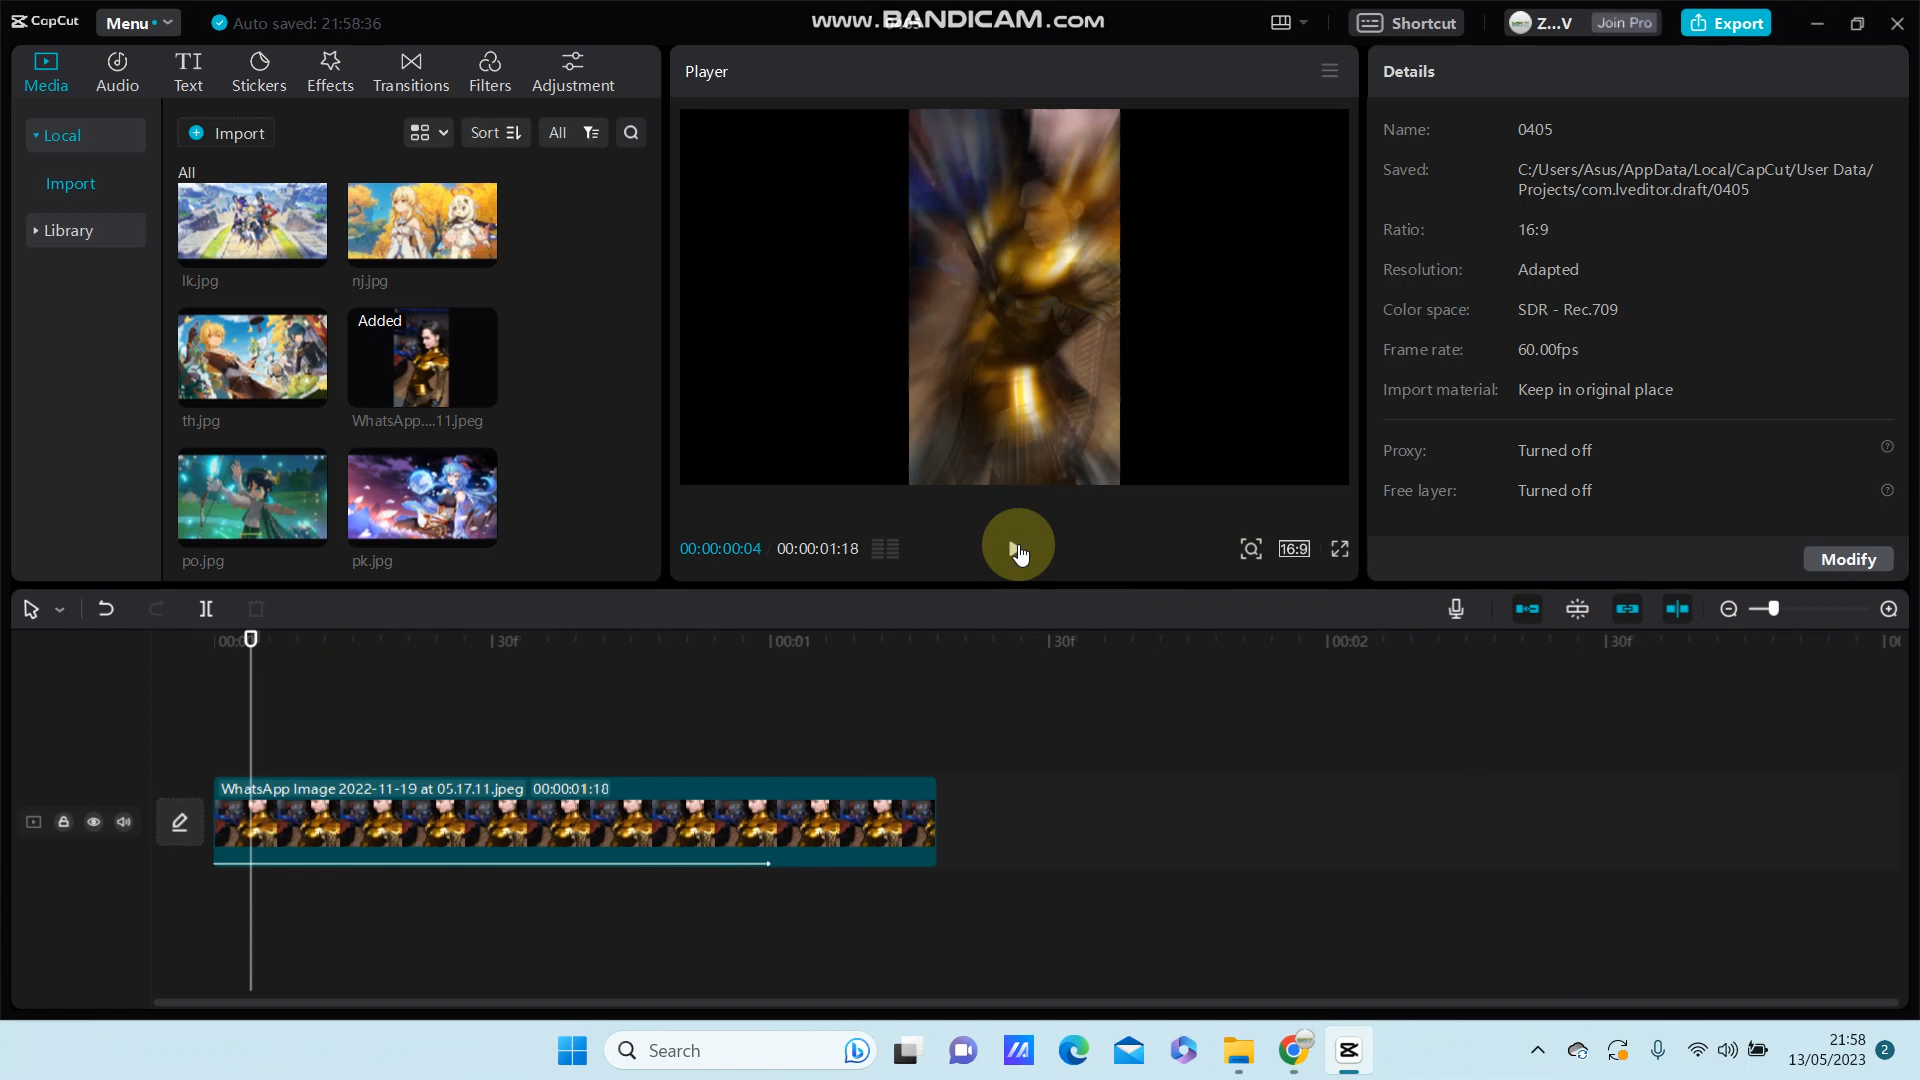 CapCut
Menu
Auto saved: 21:58:36
www.BANDICAM.com
Shortcut
Z...V
Join Pro
Export
Media
Audio
Text
Stickers
Effects
Transitions
Filters
Adjustment
Player
Details
Local
Import
Library
Import
Sort
All
All
lk.jpg
nj.jpg
Added
th.jpg
WhatsApp....11.jpeg
po.jpg
pk.jpg
00:00:00:04 / 00:00:01:18
16:9
Name: 0405
Saved: C:/Users/Asus/AppData/Local/CapCut/User Data/
Projects/com.lveditor.draft/0405
Ratio: 16:9
Resolution: Adapted
Color space: SDR - Rec.709
Frame rate: 60.00fps
Import material: Keep in original place
Proxy: Turned off
Free layer: Turned off
Modify
30f
00:01
30f
00:02
30f
WhatsApp Image 2022-11-19 at 05.17.11.jpeg 00:00:01:18
Search
21:58
13/05/2023
2